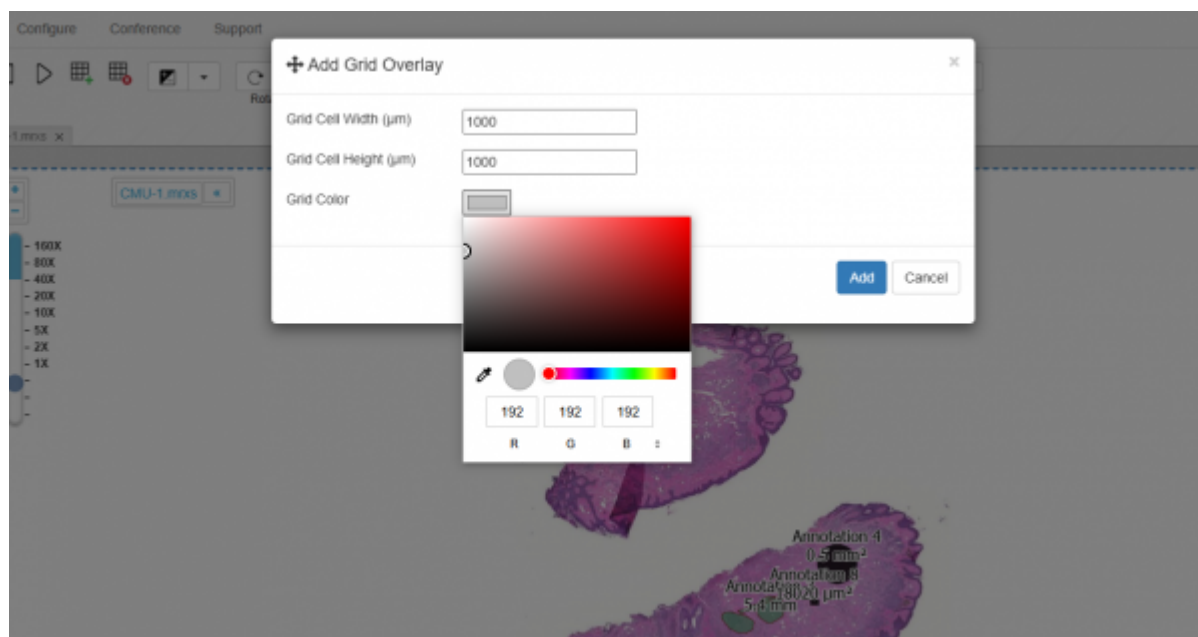 Configure Conference Support
Add Grid Overlay ×
Grid Cell Width (µm) 1000
Grid Cell Height (µm) 1000
Grid Color
Add Cancel
CMU-1.mrxs «
- 160X
- 80X
- 40X
- 20X
- 10X
- 5X
- 2X
- 1X
192 192 192
R G B
Annotation 4
0.5 mm²
Annotation 8
18020 µm²
5.4 mm